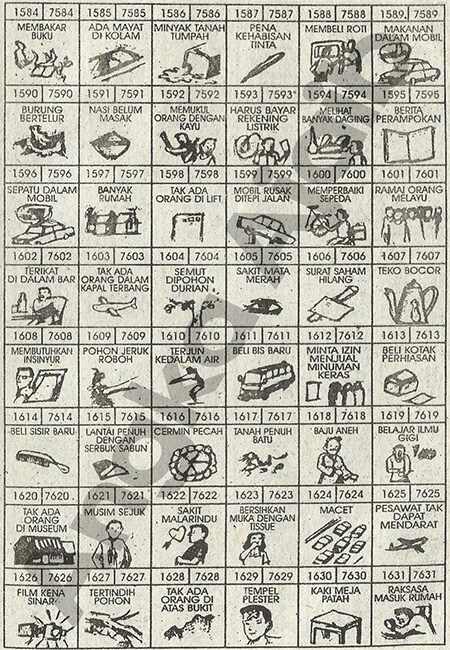 1584 7584 1585 7585 1586 7586 1587 7587 1588 7588 1589 7589
MEMBAKAR BUKU
ADA MAYAT DI KOLAM
MINYAK TANAH TUMPAH
PENA KEHABISAN TINTA
MEMBELI ROTI
MAKANAN DALAM MOBIL
1590 7590 1591 7591 1592 7592 1593 7593 1594 7594 1595 7595
BURUNG BERTELUR
NASI BELUM MASAK
MEMUKUL ORANG DENGAN KAYU
HARUS BAYAR REKENING LISTRIK
MELIHAT BANYAK DAGING
BERITA PERAMPOKAN
1596 7596 1597 7597 1598 7598 1599 7599 1600 7600 1601 7601
SEPATU DALAM MOBIL
BANYAK RUMAH
TAK ADA ORANG DI LIFT
MOBIL RUSAK DITEPI JALAN
MEMPERBAIKI SEPEDA
RAMAI ORANG MELAYU
1602 7602 1603 7603 1604 7604 1605 7605 1606 7606 1607 7607
TERIKAT DI DALAM BAR
TAK ADA ORANG DALAM KAPAL TERBANG
SEMUT DIPOHON DURIAN
SAKIT MATA MERAH
SURAT SAHAM HILANG
TEKO BOCOR
1608 7608 1609 7609 1610 7610 1611 7611 1612 7612 1613 7613
MEMBUTUHKAN INSINYUR
POHON JERUK ROBOH
TERJUN KEDALAM AIR
BELI BIS BARU
MINTA IZIN MENJUAL MINUMAN KERAS
BELI KOTAK PERHIASAN
1614 7614 1615 7615 1616 7616 1617 7617 1618 7618 1619 7619
BELI SISIR BARU
LANTAI PENUH DENGAN SERBUK SABUN
CERMIN PECAH
TANAH PENUH BATU
BAJU ANEH
BELAJAR ILMU GIGI
1620 7620 1621 7621 1622 7622 1623 7623 1624 7624 1625 7625
TAK ADA ORANG DI MUSEUM
MUSIM SEJUK
SAKIT MALARINDU
BERSIHKAN MUKA DENGAN TISSUE
MACET
PESAWAT TAK DAPAT MENDARAT
1626 7626 1627 7627 1628 7628 1629 7629 1630 7630 1631 7631
FILM KENA SINAR
TERTINDIH POHON
TAK ADA ORANG DI ATAS BUKIT
TEMPEL PLESTER
KAKI MEJA PATAH
RAKSASA MASUK RUMAH